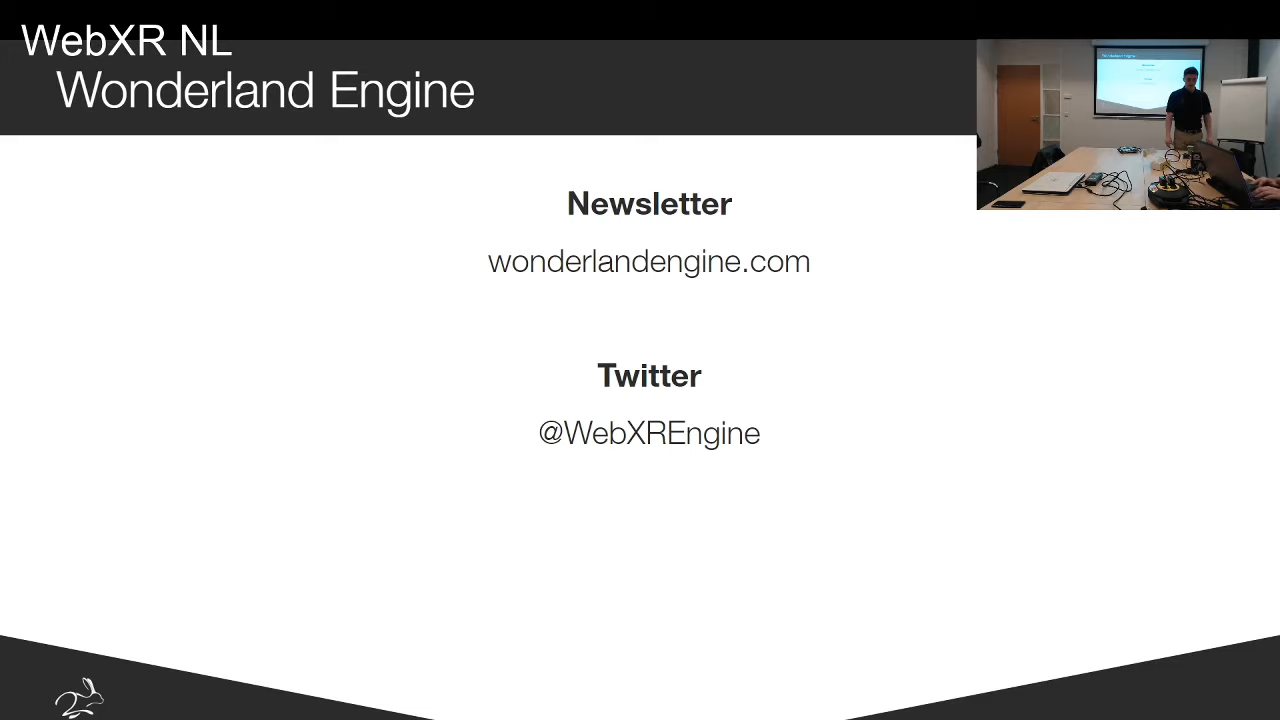 WebXR NL
Wonderland Engine
Newsletter
wonderlandengine.com
Twitter
@WebXREngine